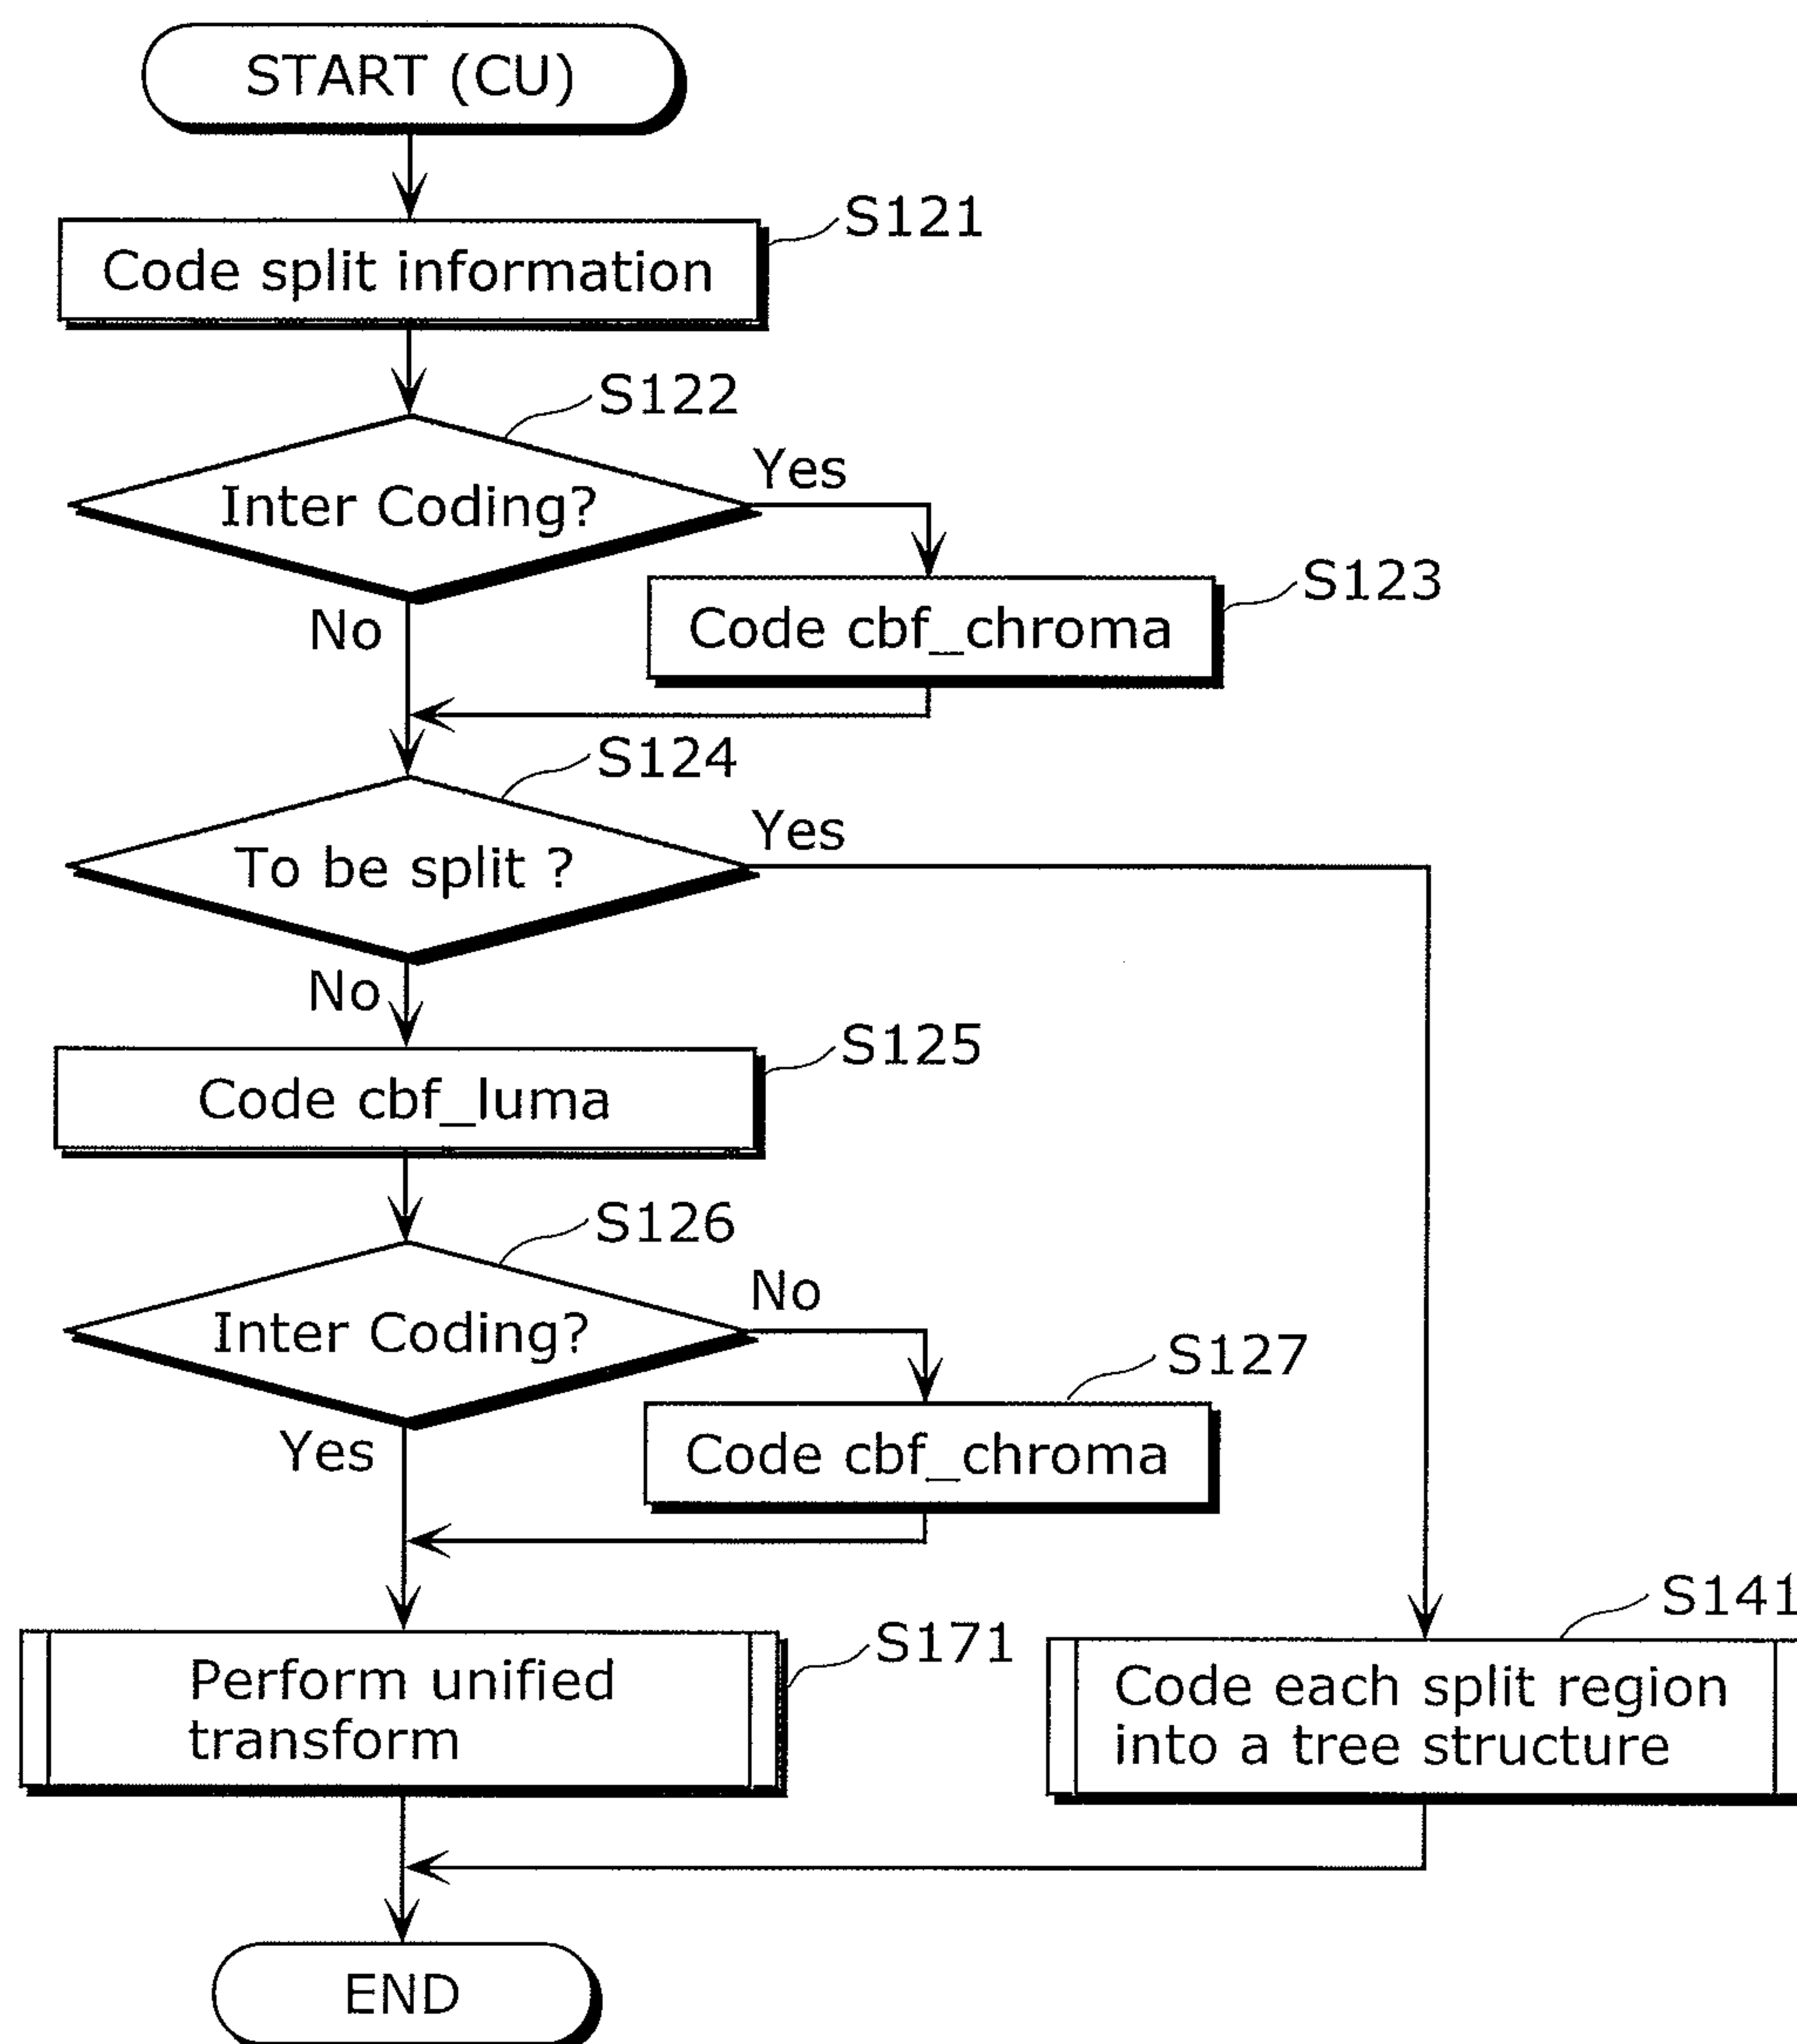 START (CU)
S121
Code split information
S122
Inter Coding?
Yes
No
S123
Code cbf_chroma
S124
To be split ?
Yes
No
S125
Code cbf_luma
S126
Inter Coding?
No
Yes
S127
Code cbf_chroma
S171
Perform unified
transform
S141
Code each split region
into a tree structure
END